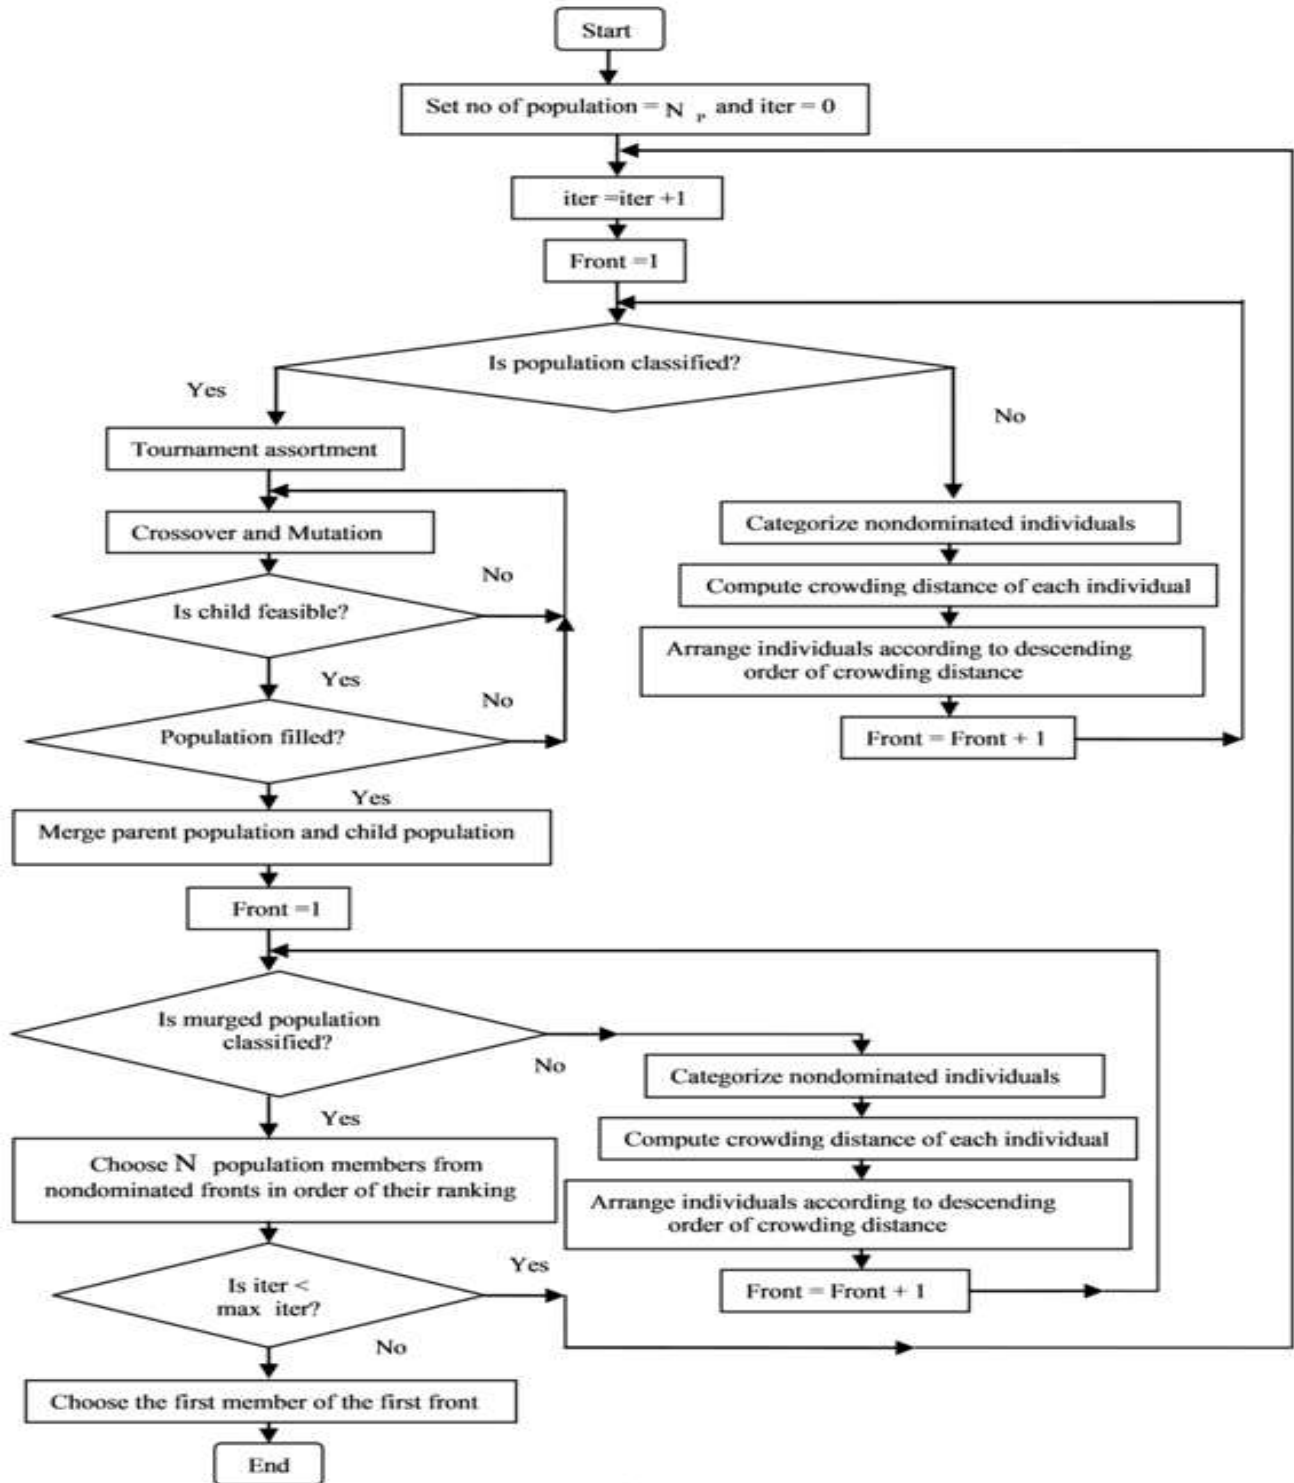 Start
Set no of population = N P and iter = 0
iter =iter +1
Front =1
Is population classified?
Yes
No
Tournament assortment
Crossover and Mutation
No
Is child feasible?
Yes
No
Population filled?
Yes
Categorize nondominated individuals
Compute crowding distance of each individual
Arrange individuals according to descending
order of crowding distance
Front = Front + 1
Merge parent population and child population
Front =1
Is murged population
classified?
No
Yes
Categorize nondominated individuals
Compute crowding distance of each individual
Arrange individuals according to descending
order of crowding distance
Front = Front + 1
Choose N population members from
nondominated fronts in order of their ranking
Is iter <
max iter?
Yes
No
Choose the first member of the first front
End